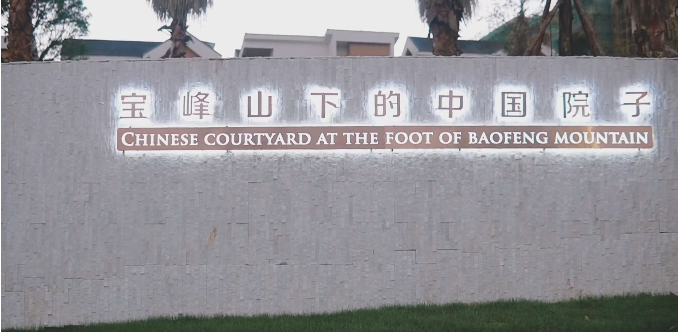 宝峰山下的中国院子
CHINESE COURTYARD AT THE FOOT OF BAOFENG MOUNTAIN